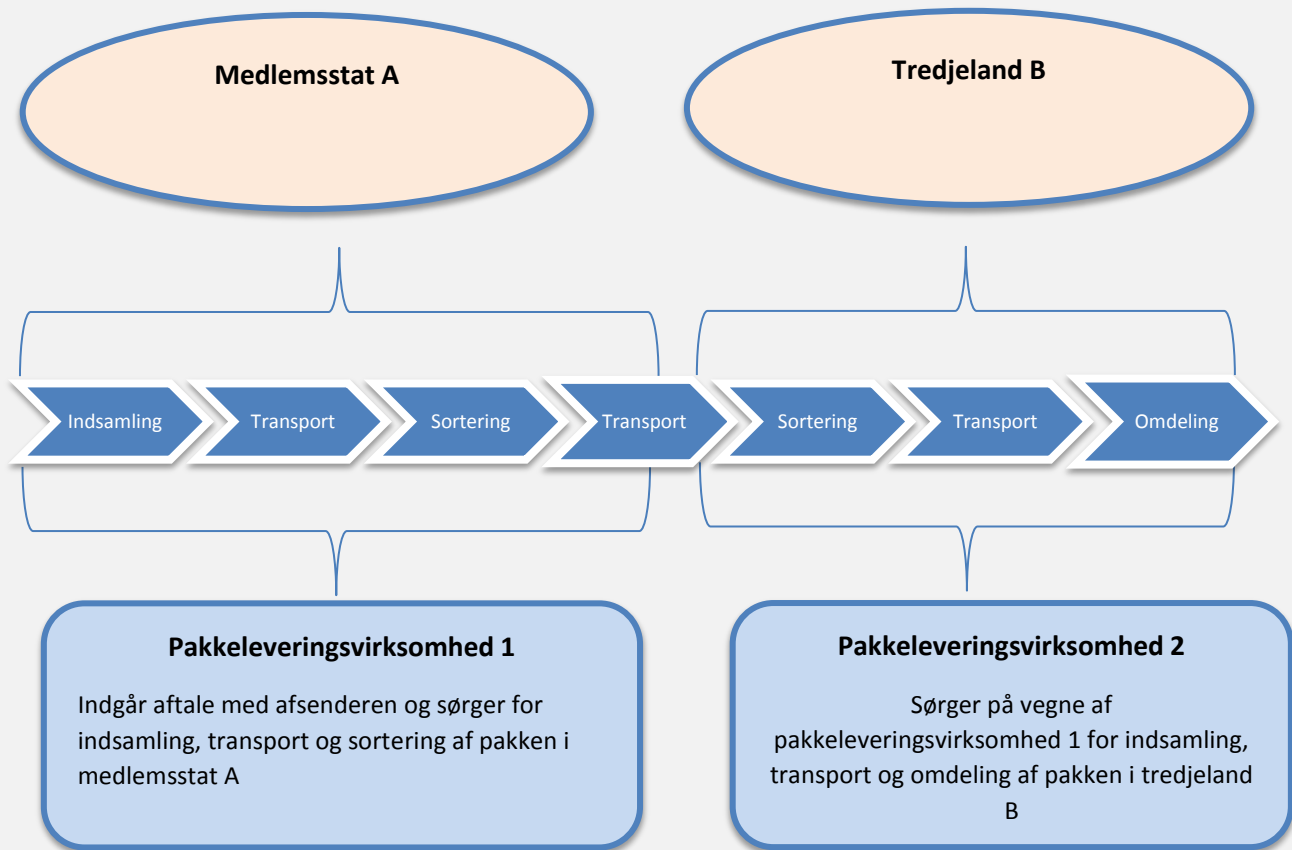 Medlemsstat A
Tredjeland B
Indsamling
Transport
Sortering
Transport
Sortering
Transport
Omdeling
Pakkeleveringsvirksomhed 1
Indgår aftale med afsenderen og sørger for
indsamling, transport og sortering af pakken i
medlemsstat A
Pakkeleveringsvirksomhed 2
Sørger på vegne af
pakkeleveringsvirksomhed 1 for indsamling,
transport og omdeling af pakken i tredjeland
B